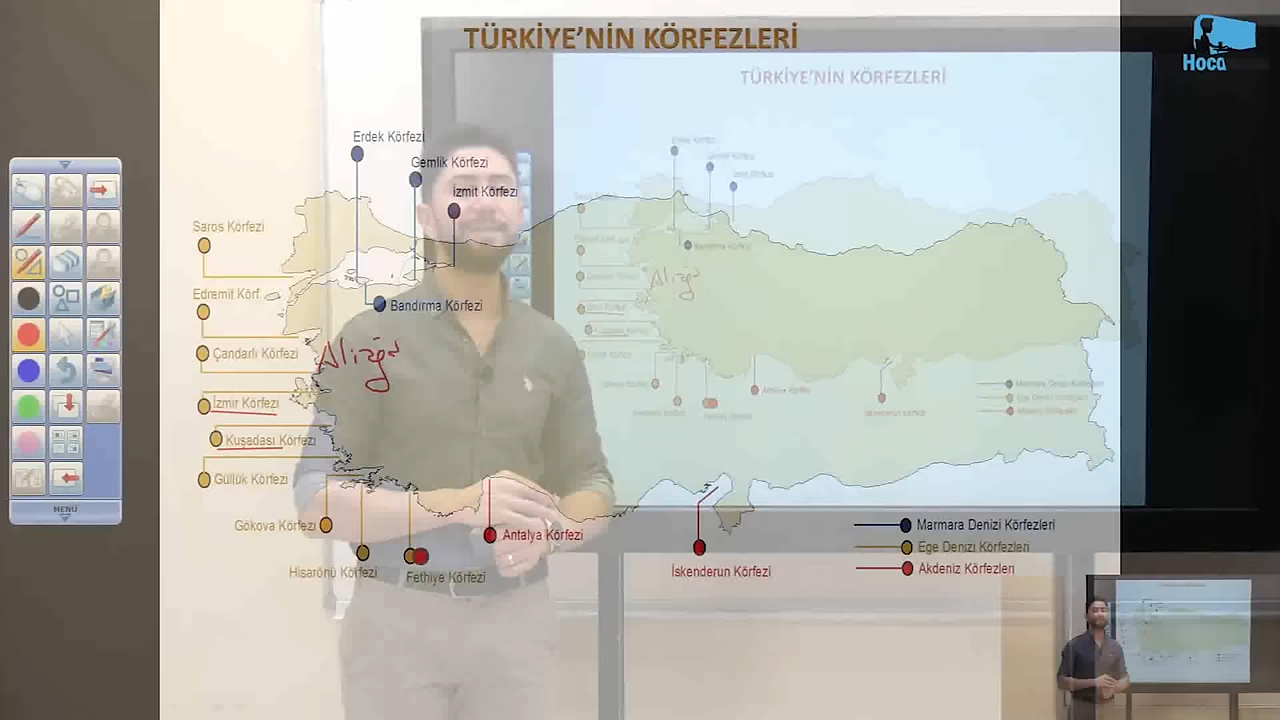 TÜRKİYE'NİN KÖRFEZLERİ
Hoca
TÜRKİYE'NİN KÖRFEZLERİ
Erdek Körfezi
Gemlik Körfezi
İzmit Körfezi
Saros Körfezi
Edremit Körf.
Bandırma Körfezi
Çandarlı Körfezi
İzmir Körfezi
Kuşadası Körfezi
Güllük Körfezi
Gökova Körfezi
Hisarönü Körfezi
Fethiye Körfezi
Antalya Körfezi
İskenderun Körfezi
Marmara Denizi Körfezleri
Ege Denizi Körfezleri
Akdeniz Körfezleri
MENÜ